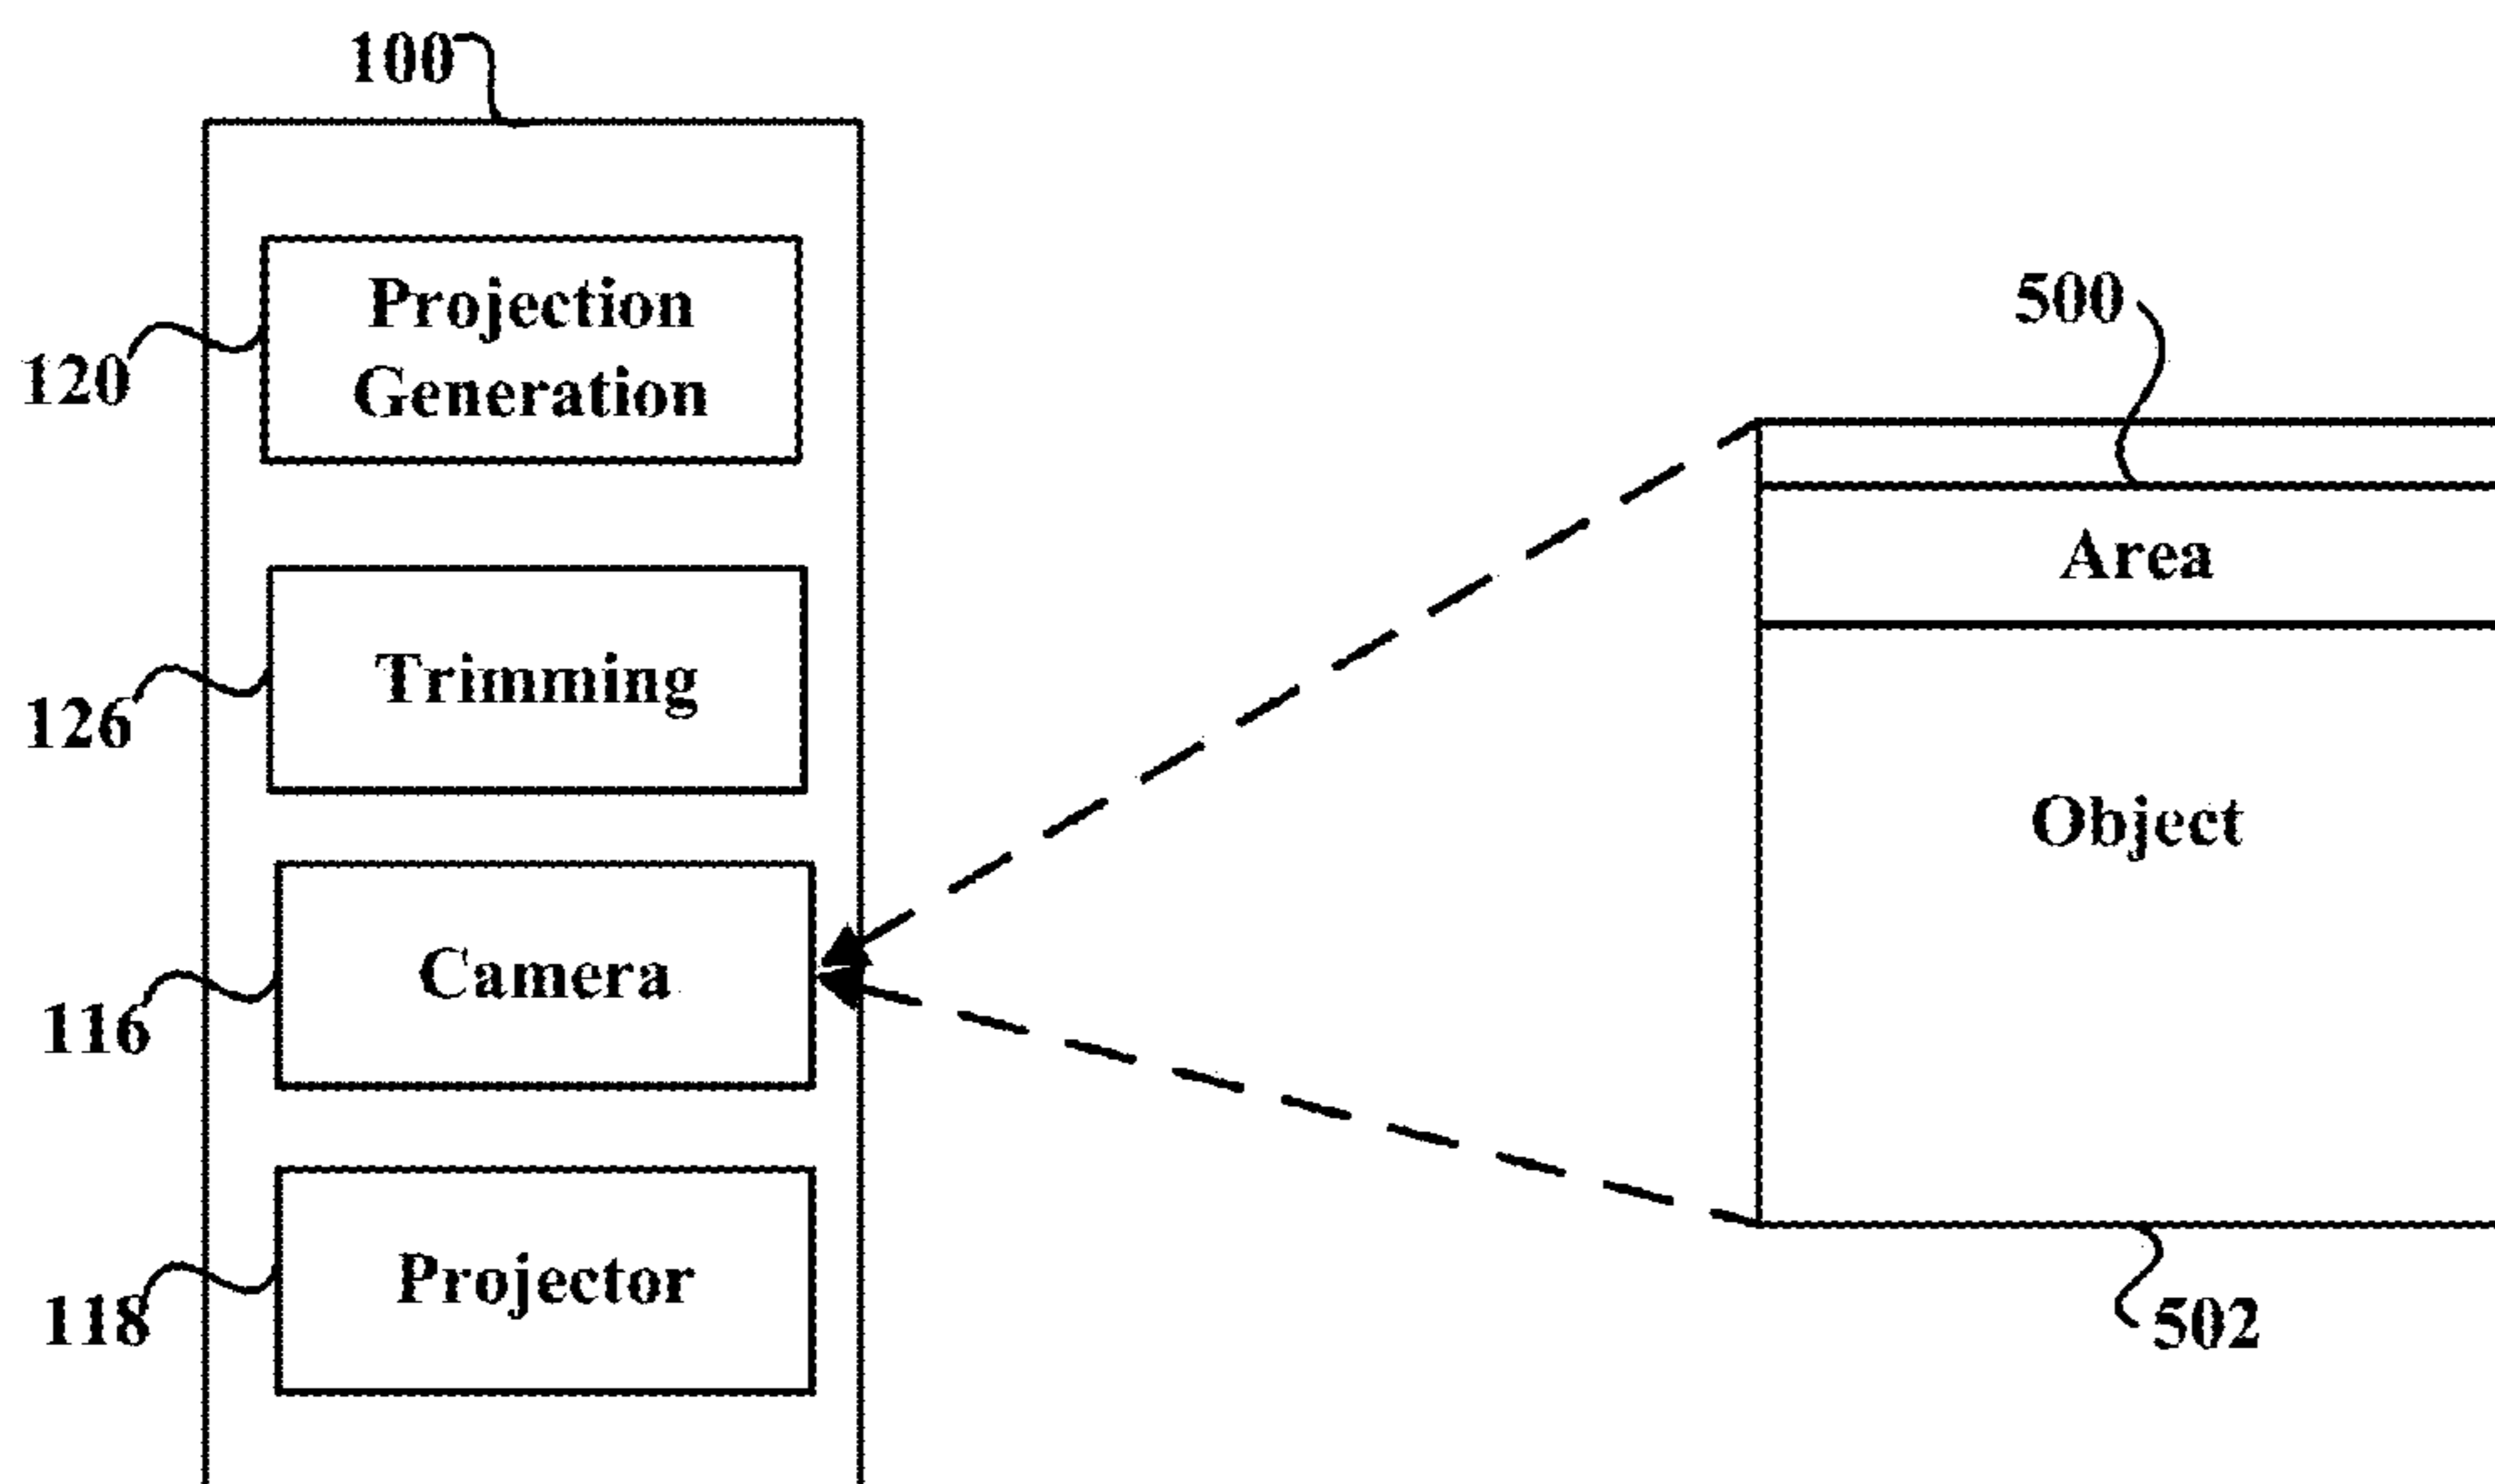 100
Projection
Generation
120
Trimming
126
Camera
116
Projector
118
500
Area
Object
502